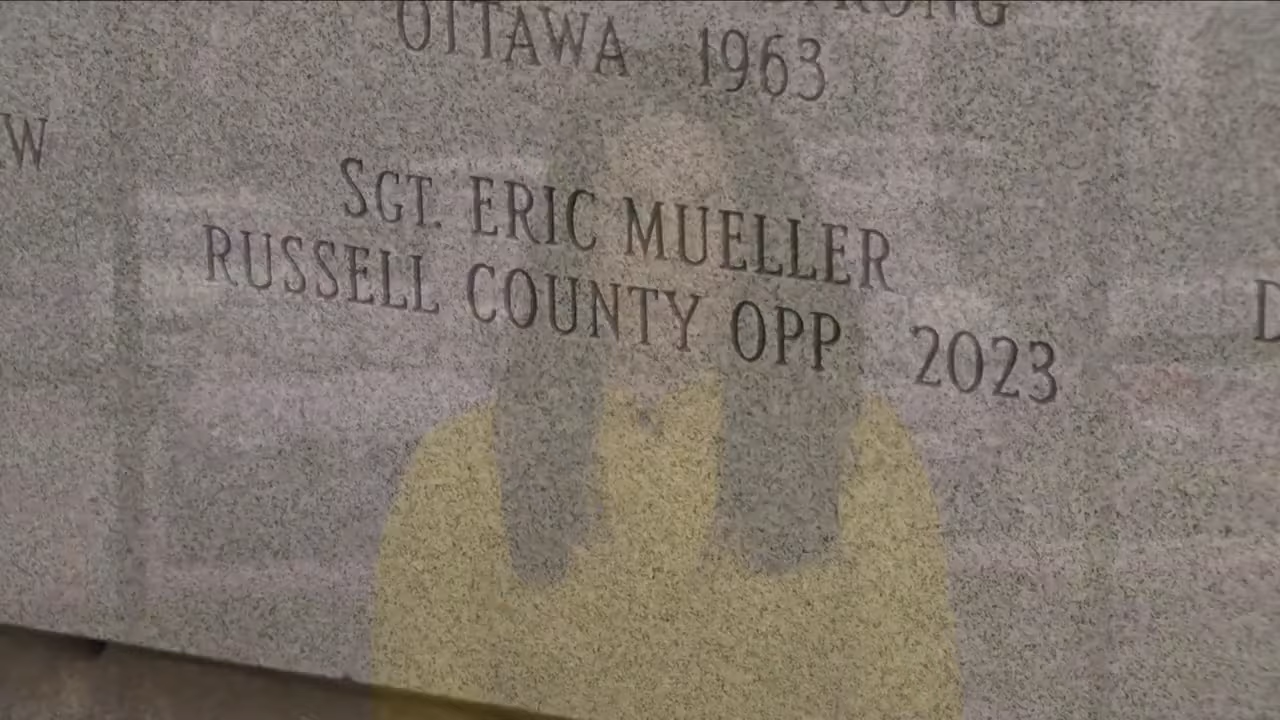 OTTAWA 1963
W
SGT. ERIC MUELLER
RUSSELL COUNTY OPP 2023
D